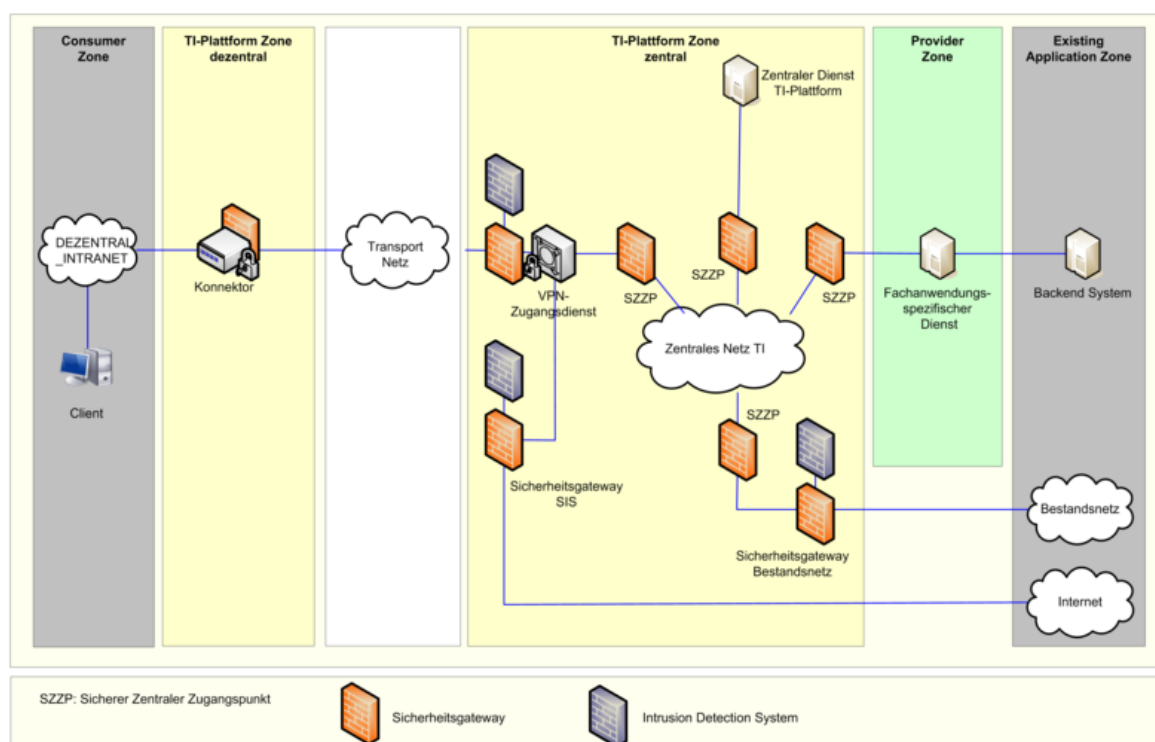 Consumer
Zone
TI-Plattform Zone
dezentral
TI-Plattform Zone
zentral
Provider
Zone
Existing
Application Zone
Zentraler Dienst
TI-Plattform
DEZENTRAL
_INTRANET
Konnektor
Transport
Netz
VPN-
Zugangsdienst
SZZP
SZZP
SZZP
Fachanwendungs-
spezifischer
Dienst
Backend System
Zentrales Netz TI
Client
SZZP
Sicherheitsgateway
SIS
Sicherheitsgateway
Bestandsnetz
Bestandsnetz
Internet
SZZP: Sicherer Zentraler Zugangspunkt
Sicherheitsgateway
Intrusion Detection System